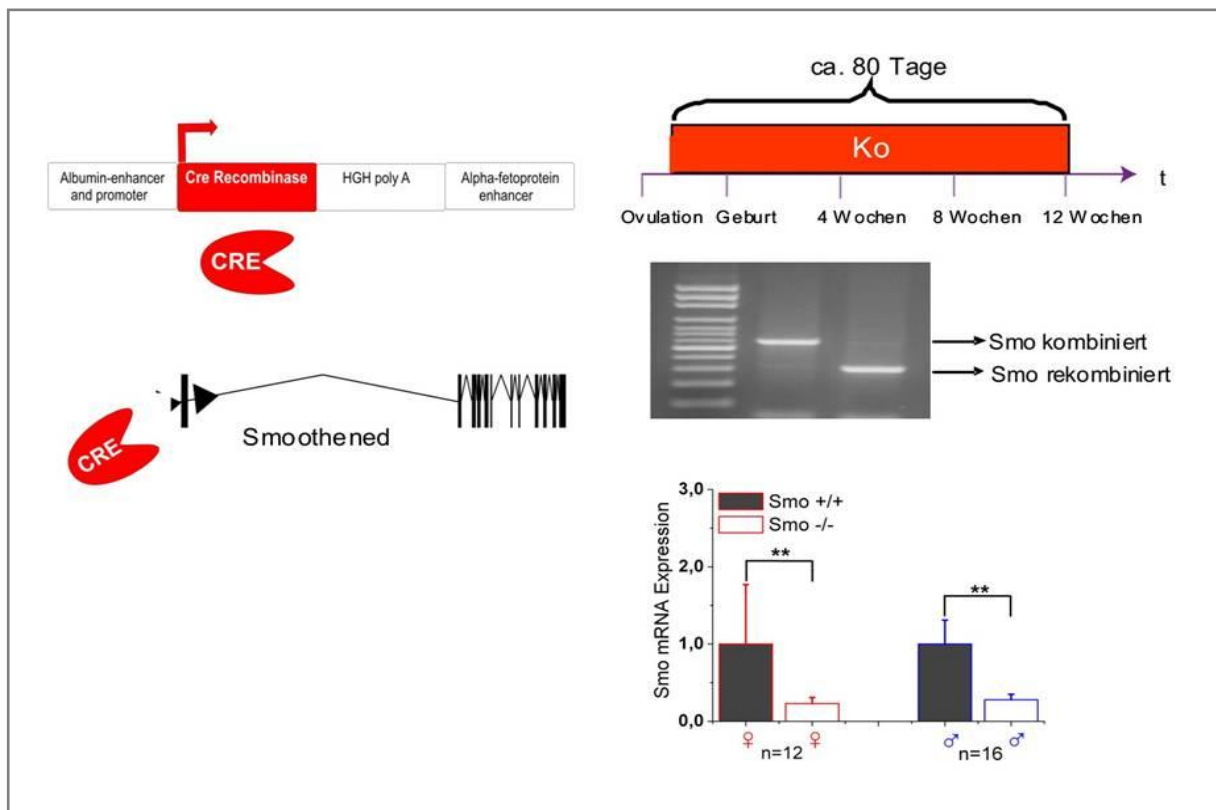 Albumin-enhancer
and promoter
Cre Recombinase
HGH poly A
Alpha-fetoprotein
enhancer
CRE
CRE
Smoothened
ca. 80 Tage
Ko
t
Ovulation
Geburt
4 Wochen
8 Wochen
12 Wochen
Smo kombiniert
Smo rekombiniert
Smo mRNA Expression
3,0
2,0
1,0
0,0
Smo +/+
Smo -/-
**
**
♀ ♀
n=12
♂ ♂
n=16